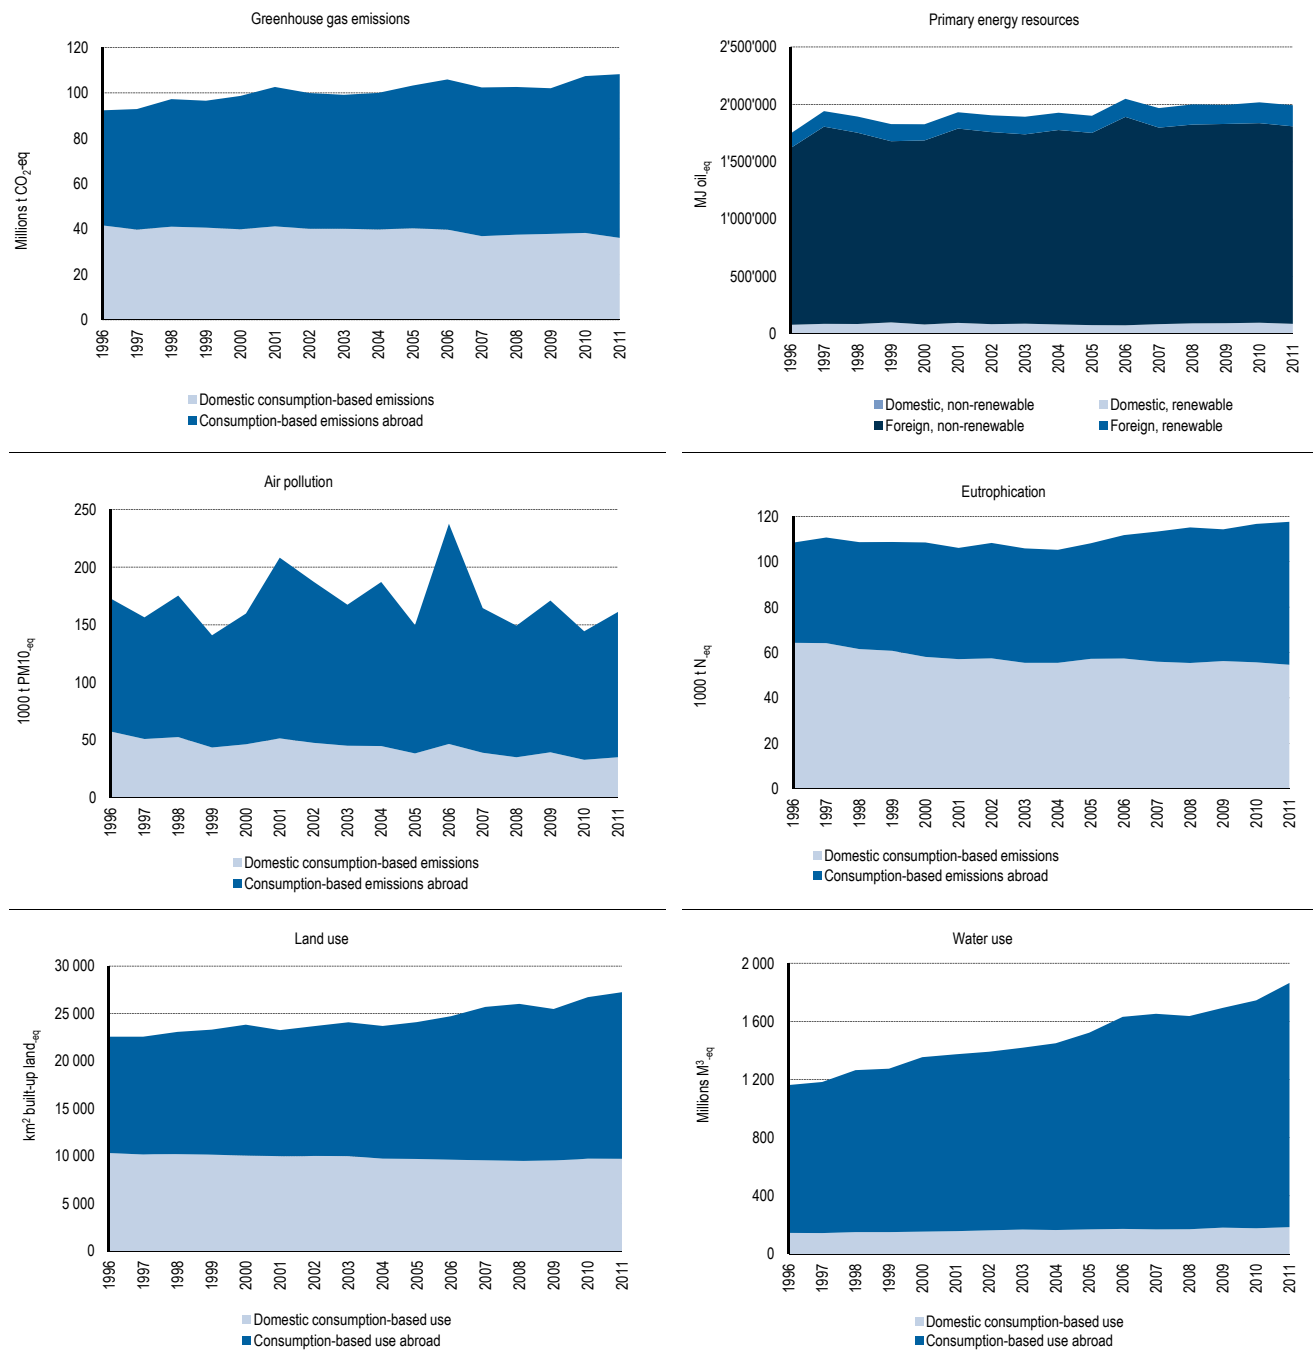 Greenhouse gas emissions
Millions t CO₂-eq
120
100
80
60
40
20
0
1996 1997 1998 1999 2000 2001 2002 2003 2004 2005 2006 2007 2008 2009 2010 2011
Domestic consumption-based emissions
Consumption-based emissions abroad
Primary energy resources
MJ oil-eq
2'500'000
2'000'000
1'500'000
1'000'000
500'000
0
1996 1997 1998 1999 2000 2001 2002 2003 2004 2005 2006 2007 2008 2009 2010 2011
Domestic, non-renewable Domestic, renewable
Foreign, non-renewable Foreign, renewable
Air pollution
1000 t PM10-eq
250
200
150
100
50
0
1996 1997 1998 1999 2000 2001 2002 2003 2004 2005 2006 2007 2008 2009 2010 2011
Domestic consumption-based emissions
Consumption-based emissions abroad
Eutrophication
1000 t N-eq
120
100
80
60
40
20
0
1996 1997 1998 1999 2000 2001 2002 2003 2004 2005 2006 2007 2008 2009 2010 2011
Domestic consumption-based emissions
Consumption-based emissions abroad
Land use
km² built-up land-eq
30 000
25 000
20 000
15 000
10 000
5 000
0
1996 1997 1998 1999 2000 2001 2002 2003 2004 2005 2006 2007 2008 2009 2010 2011
Domestic consumption-based use
Consumption-based use abroad
Water use
Millions M³-eq
2 000
1 600
1 200
800
400
0
1996 1997 1998 1999 2000 2001 2002 2003 2004 2005 2006 2007 2008 2009 2010 2011
Domestic consumption-based use
Consumption-based use abroad